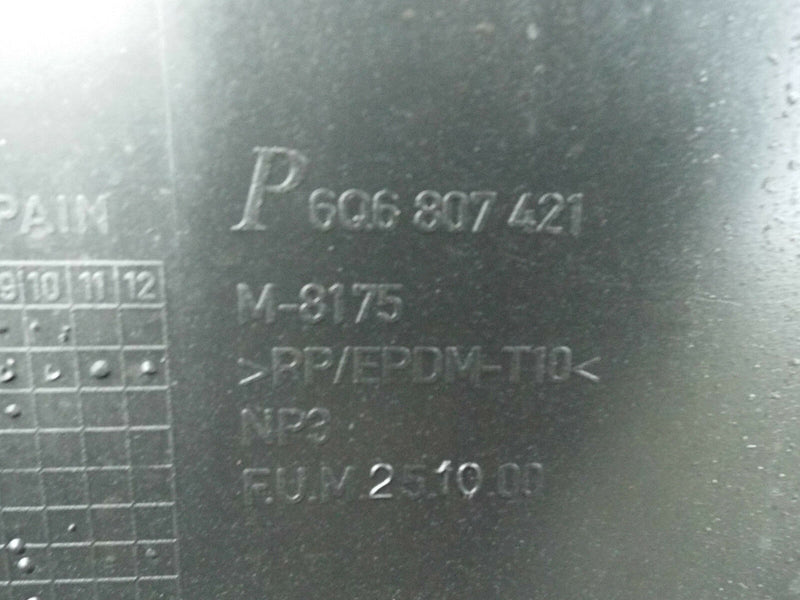 PAIN
9 10 11 12
P 6Q6 807 421
M-8175
>PP/EPDM-T10<
NP3
F.U.M.25.10.00